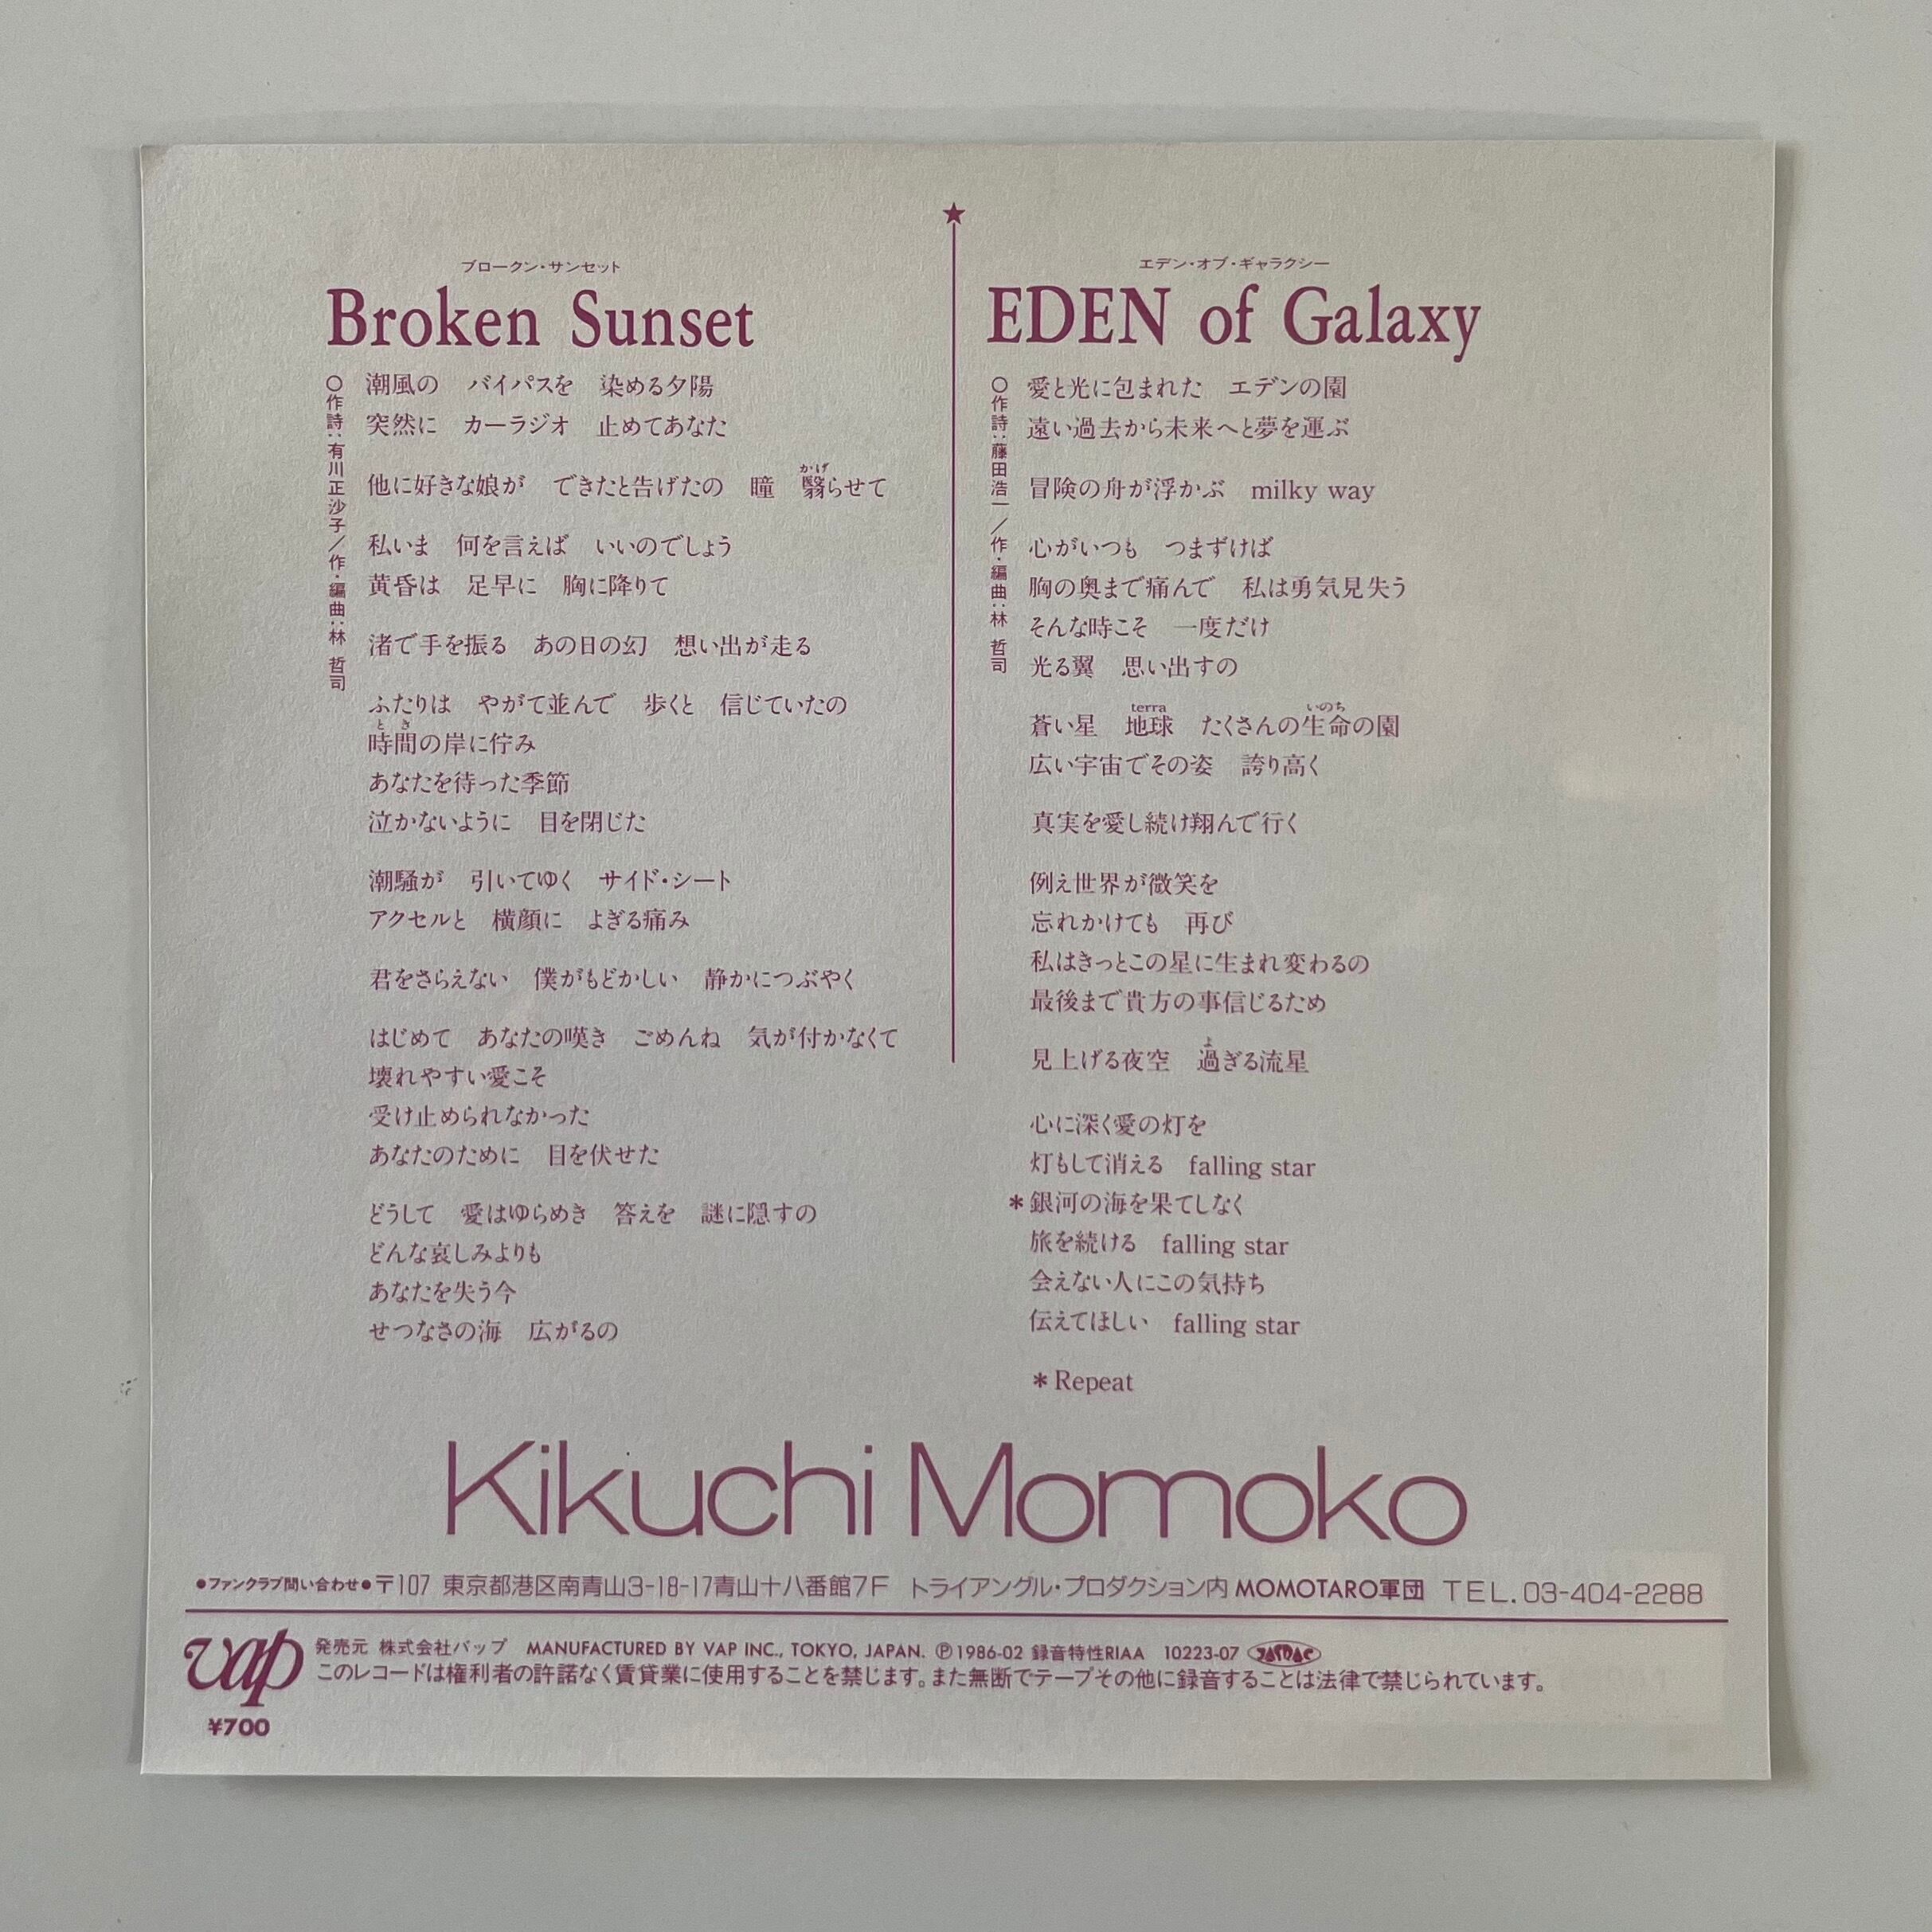 ブロークン・サンセット
Broken Sunset
○作詩:有川正沙子/作・編曲:林 哲司
潮風の　バイパスを　染める夕陽
突然に　カーラジオ　止めてあなた
他に好きな娘が　できたと告げたの　瞳　翳らせて
かげ
私いま　何を言えば　いいのでしょう
黄昏は　足早に　胸に降りて
渚で手を振る　あの日の幻　想い出が走る
ふたりは　やがて並んで　歩くと　信じていたの
とき
時間の岸に佇み
あなたを待った季節
泣かないように　目を閉じた
潮騒が　引いてゆく　サイド・シート
アクセルと　横顔に　よぎる痛み
君をさらえない　僕がもどかしい　静かにつぶやく
はじめて　あなたの嘆き　ごめんね　気が付かなくて
壊れやすい愛こそ
受け止められなかった
あなたのために　目を伏せた
どうして　愛はゆらめき　答えを　謎に隠すの
どんな哀しみよりも
あなたを失う今
せつなさの海　広がるの
★
エデン・オブ・ギャラクシー
EDEN of Galaxy
○作詩:藤田浩一/作・編曲:林 哲司
愛と光に包まれた　エデンの園
遠い過去から未来へと夢を運ぶ
冒険の舟が浮かぶ　milky way
心がいつも　つまずけば
胸の奥まで痛んで　私は勇気見失う
そんな時こそ　一度だけ
光る翼　思い出すの
terra　いのち
蒼い星　地球　たくさんの生命の園
広い宇宙でその姿　誇り高く
真実を愛し続け翔んで行く
例え世界が微笑を
忘れかけても　再び
私はきっとこの星に生まれ変わるの
最後まで貴方の事信じるため
よ
見上げる夜空　過ぎる流星
心に深く愛の灯を
灯もして消える　falling star
＊銀河の海を果てしなく
旅を続ける　falling star
会えない人にこの気持ち
伝えてほしい　falling star
＊Repeat
Kikuchi Momoko
●ファンクラブ問い合わせ●〒107 東京都港区南青山3-18-17青山十八番館7F　トライアングル・プロダクション内 MOMOTARO軍団　TEL.03-404-2288
vap
発売元 株式会社バップ　MANUFACTURED BY VAP INC., TOKYO, JAPAN. Ⓟ1986-02 録音特性RIAA　10223-07 JASRAC
このレコードは権利者の許諾なく賃貸業に使用することを禁じます。また無断でテープその他に録音することは法律で禁じられています。
¥700